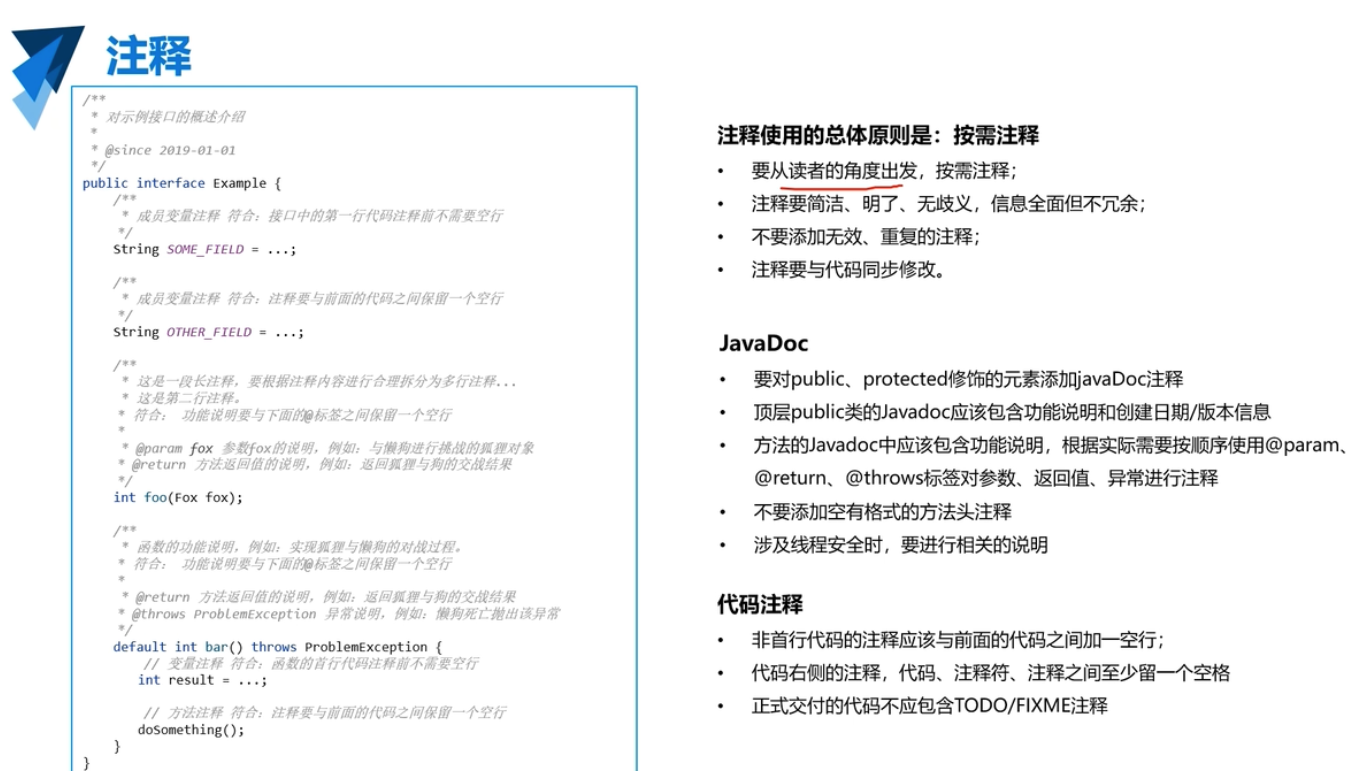 注释
/**
 * 对示例接口的概述介绍
 *
 * @since 2019-01-01
 */
public interface Example {
    /**
     * 成员变量注释 符合：接口中的第一行代码注释前不需要空行
     */
    String SOME_FIELD = ...;

    /**
     * 成员变量注释 符合：注释要与前面的代码之间保留一个空行
     */
    String OTHER_FIELD = ...;

    /**
     * 这是一段长注释，要根据注释内容进行合理拆分为多行注释...
     * 这是第二行注释。
     * 符合： 功能说明要与下面的@标签之间保留一个空行
     *
     * @param fox 参数fox的说明，例如：与懒狗进行挑战的狐狸对象
     * @return 方法返回值的说明，例如：返回狐狸与狗的交战结果
     */
    int foo(Fox fox);

    /**
     * 函数的功能说明，例如：实现狐狸与懒狗的对战过程。
     * 符合： 功能说明要与下面的@标签之间保留一个空行
     *
     * @return 方法返回值的说明，例如：返回狐狸与狗的交战结果
     * @throws ProblemException 异常说明，例如：懒狗死亡抛出该异常
     */
    default int bar() throws ProblemException {
        // 变量注释 符合：函数的首行代码注释前不需要空行
        int result = ...;

        // 方法注释 符合：注释要与前面的代码之间保留一个空行
        doSomething();
    }
}
注释使用的总体原则是：按需注释
• 要从读者的角度出发，按需注释；
• 注释要简洁、明了、无歧义，信息全面但不冗余；
• 不要添加无效、重复的注释；
• 注释要与代码同步修改。
JavaDoc
• 要对public、protected修饰的元素添加javaDoc注释
• 顶层public类的Javadoc应该包含功能说明和创建日期/版本信息
• 方法的Javadoc中应该包含功能说明，根据实际需要按顺序使用@param、
@return、@throws标签对参数、返回值、异常进行注释
• 不要添加空有格式的方法头注释
• 涉及线程安全时，要进行相关的说明
代码注释
• 非首行代码的注释应该与前面的代码之间加一空行；
• 代码右侧的注释，代码、注释符、注释之间至少留一个空格
• 正式交付的代码不应包含TODO/FIXME注释